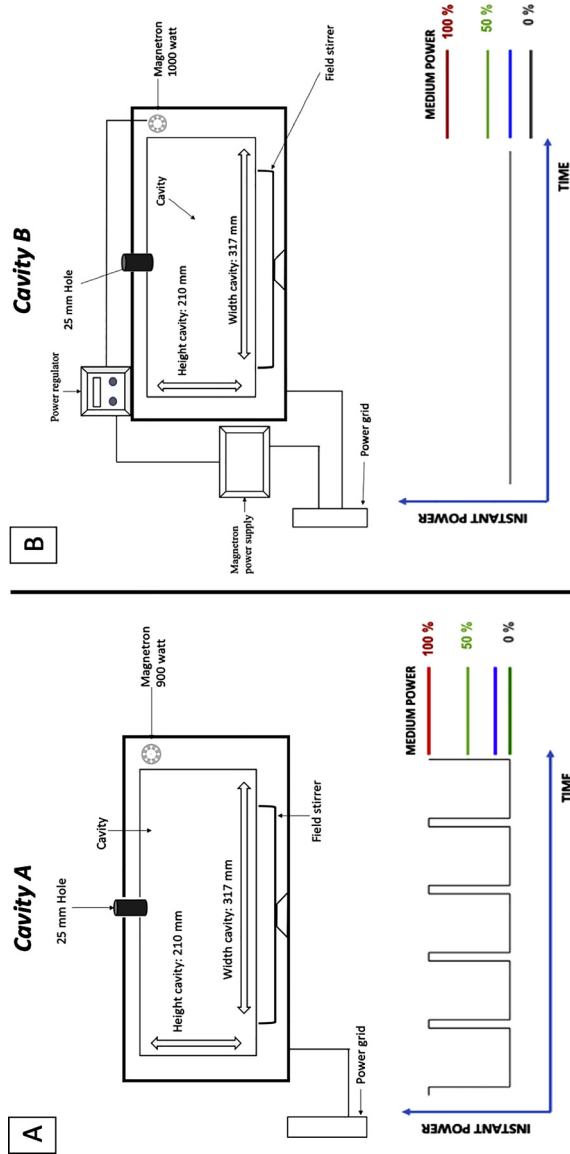 A
Cavity A
25 mm Hole
Cavity
Magnetron
900 watt
Height cavity: 210 mm
Width cavity: 317 mm
Field stirrer
Power grid
INSTANT POWER
TIME
MEDIUM POWER
100 %
50 %
0 %
B
Cavity B
Power regulator
25 mm Hole
Cavity
Magnetron
1000 watt
Height cavity: 210 mm
Width cavity: 317 mm
Field stirrer
Magnetron
power supply
Power grid
INSTANT POWER
TIME
MEDIUM POWER
100 %
50 %
0 %